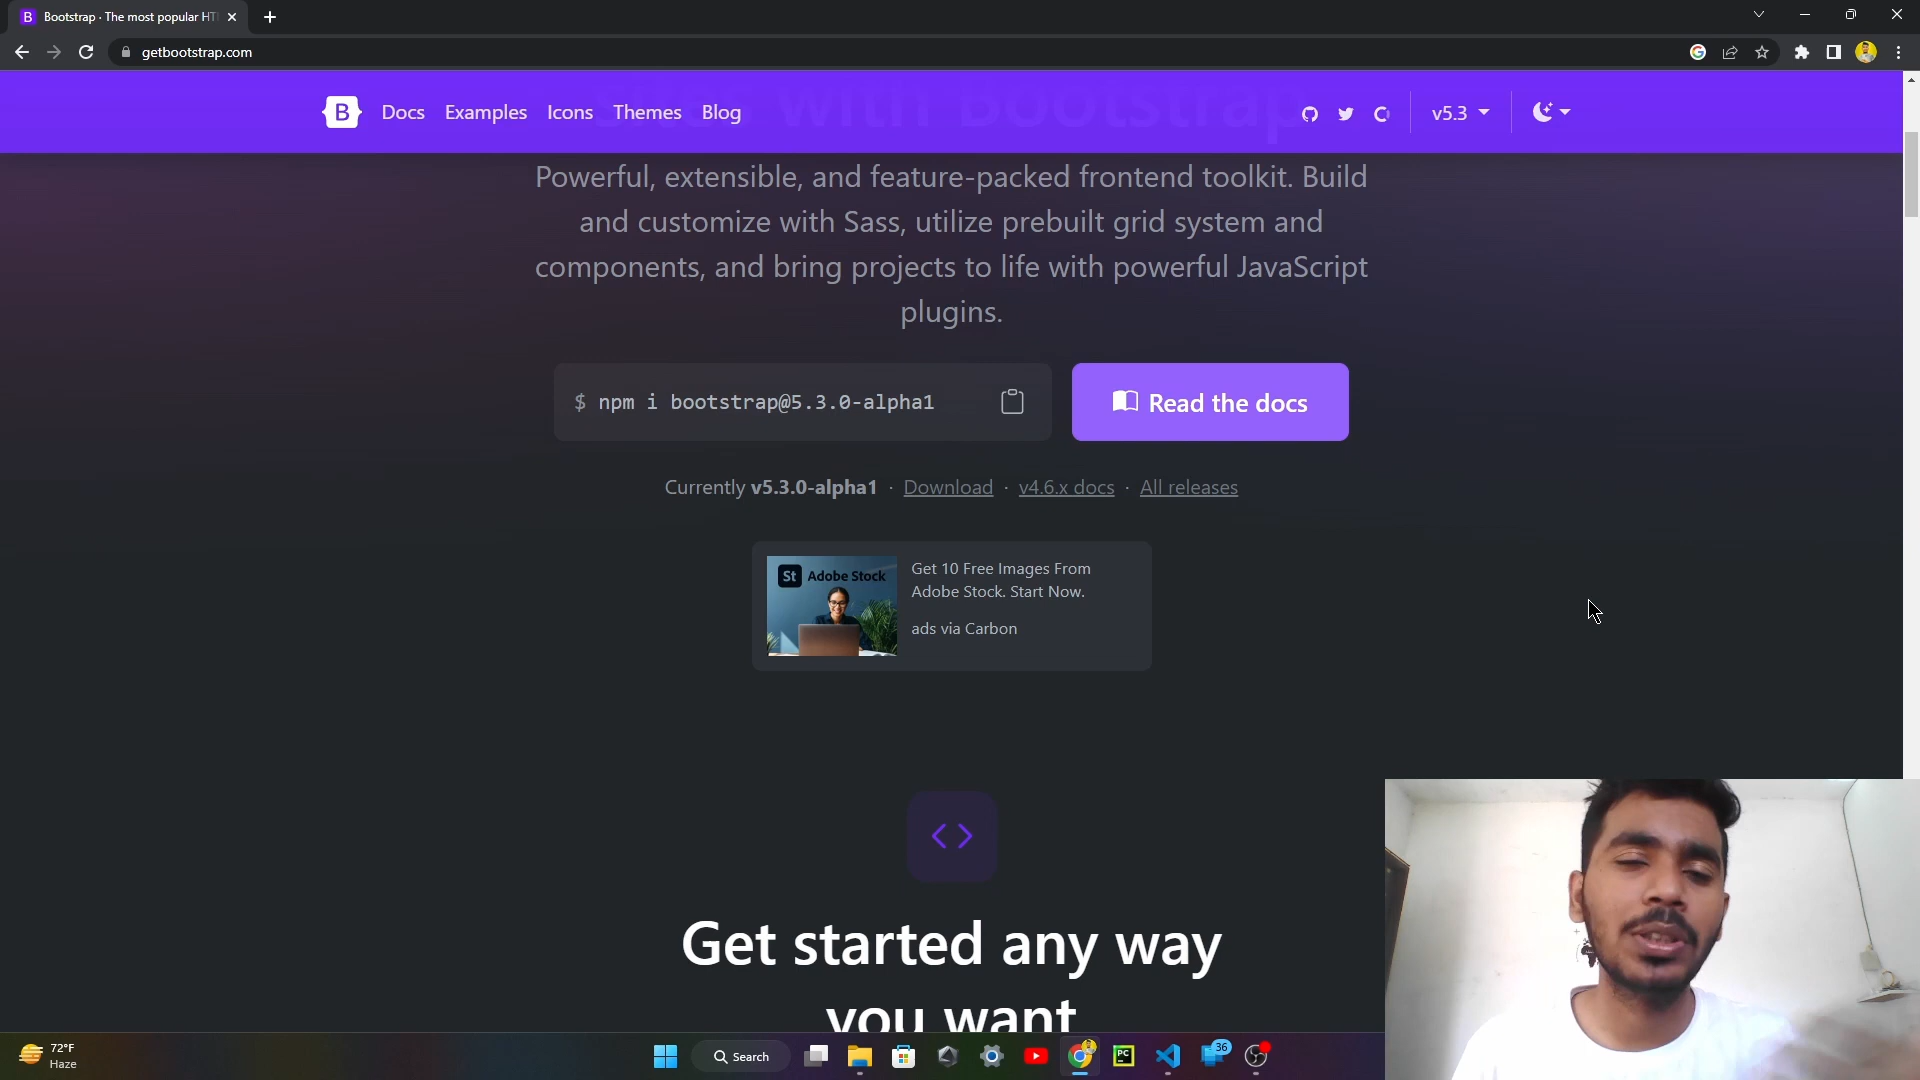 B Bootstrap · The most popular HT
getbootstrap.com
with Bootstrap
B Docs Examples Icons Themes Blog v5.3
Powerful, extensible, and feature-packed frontend toolkit. Build
and customize with Sass, utilize prebuilt grid system and
components, and bring projects to life with powerful JavaScript
plugins.
$ npm i bootstrap@5.3.0-alpha1
Read the docs
Currently v5.3.0-alpha1 · Download · v4.6.x docs · All releases
St Adobe Stock
Get 10 Free Images From
Adobe Stock. Start Now.
ads via Carbon
Get started any way
you want
72°F
Haze
Search
PC
36